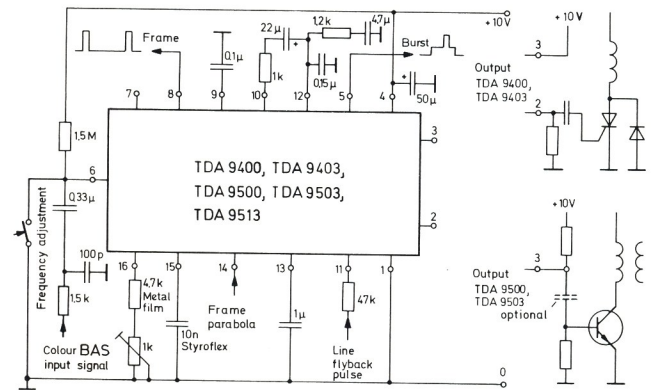 +10V
+10V
Frame
22μ
1,2k
4,7μ
Burst
3
Output
TDA 9400,
TDA 9403
2
0,1μ
1k
0,15μ
50μ
+
+
7
8
9
10
12
5
4
1,5M
3
6
TDA 9400, TDA 9403,
TDA 9500, TDA 9503,
TDA 9513
0,33μ
2
+10V
Frequency adjustment
100p
16
15
14
13
11
1
3
Output
TDA 9500,
TDA 9503
optional
1,5k
4,7k
Metal
film
47k
Frame
parabola
1μ
10n
Styroflex
1k
Colour BAS
input signal
Line
flyback
pulse
0